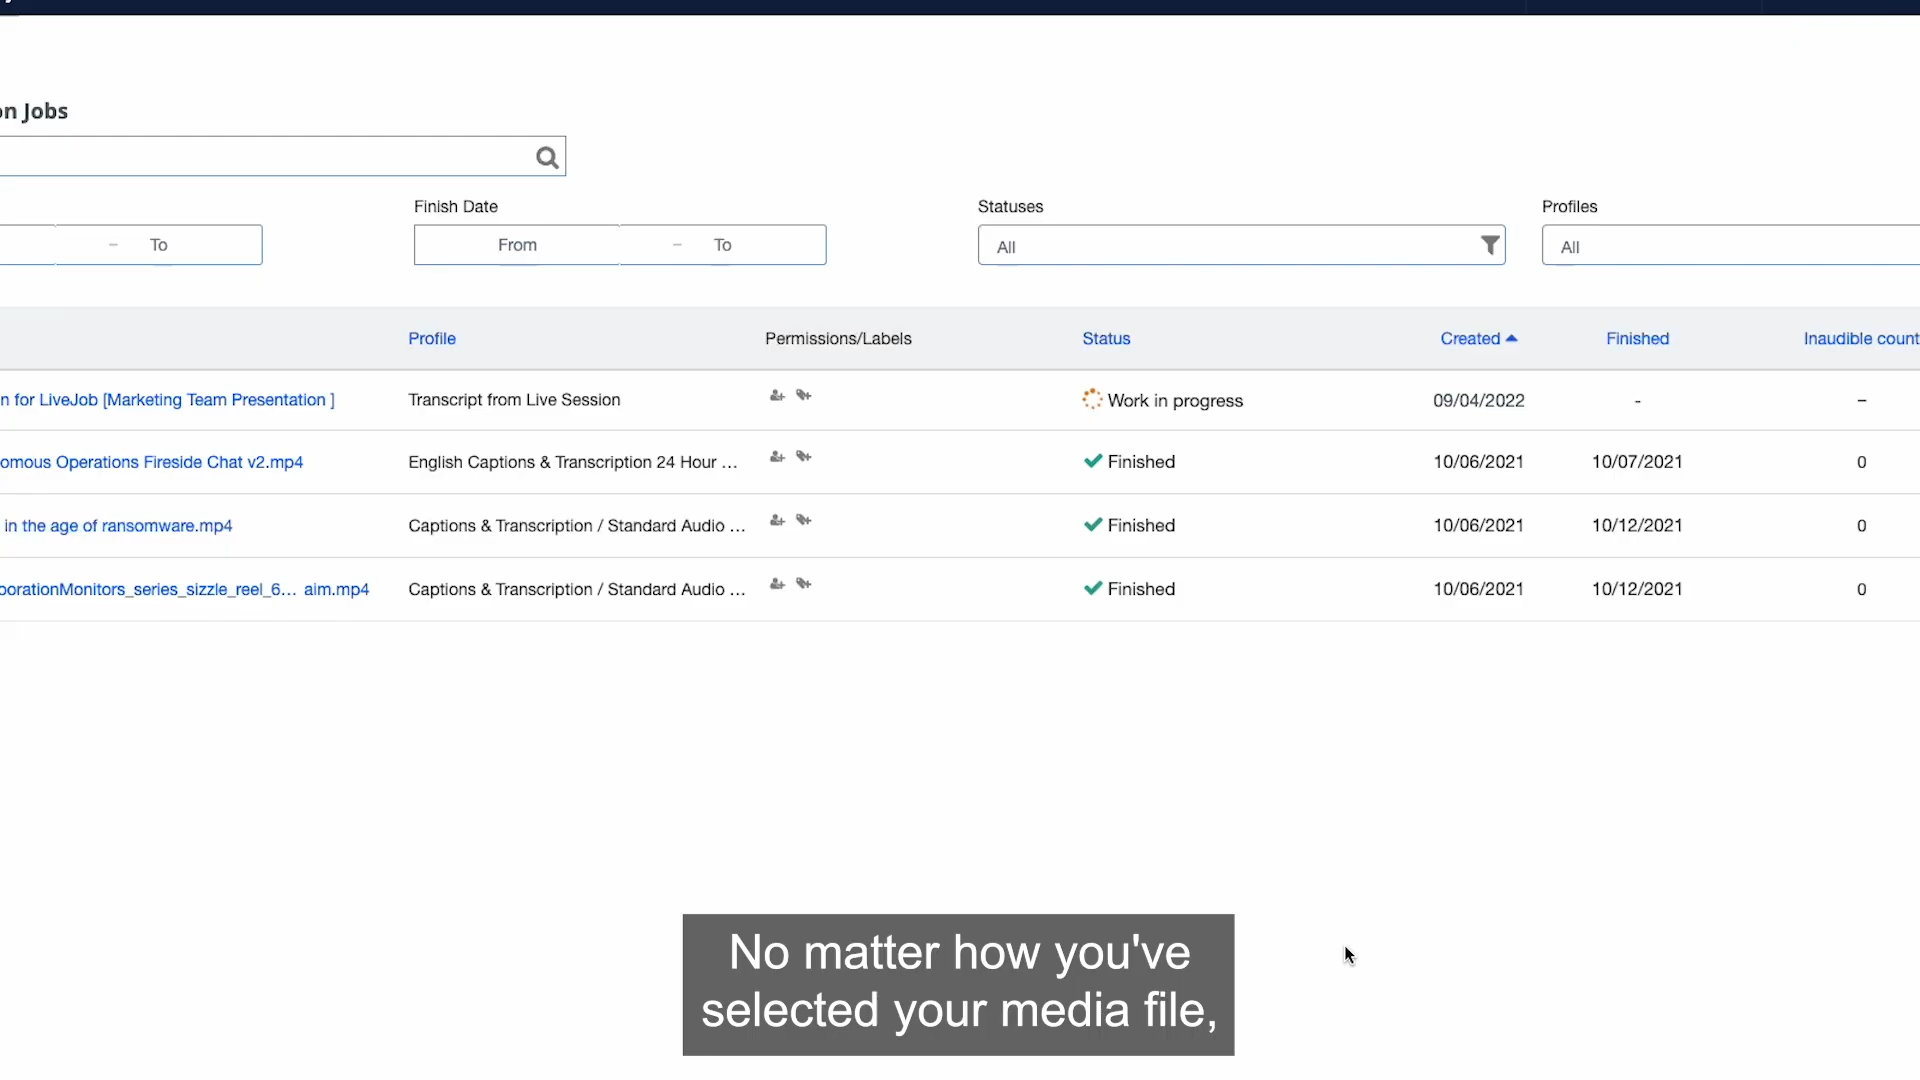 on Jobs
Finish Date Statuses Profiles
– To From – To All All
Profile Permissions/Labels Status Created Finished Inaudible count
n for LiveJob [Marketing Team Presentation ] Transcript from Live Session Work in progress 09/04/2022 - –
omous Operations Fireside Chat v2.mp4 English Captions & Transcription 24 Hour ... Finished 10/06/2021 10/07/2021 0
in the age of ransomware.mp4 Captions & Transcription / Standard Audio ... Finished 10/06/2021 10/12/2021 0
porationMonitors_series_sizzle_reel_6... aim.mp4 Captions & Transcription / Standard Audio ... Finished 10/06/2021 10/12/2021 0
No matter how you've
selected your media file,